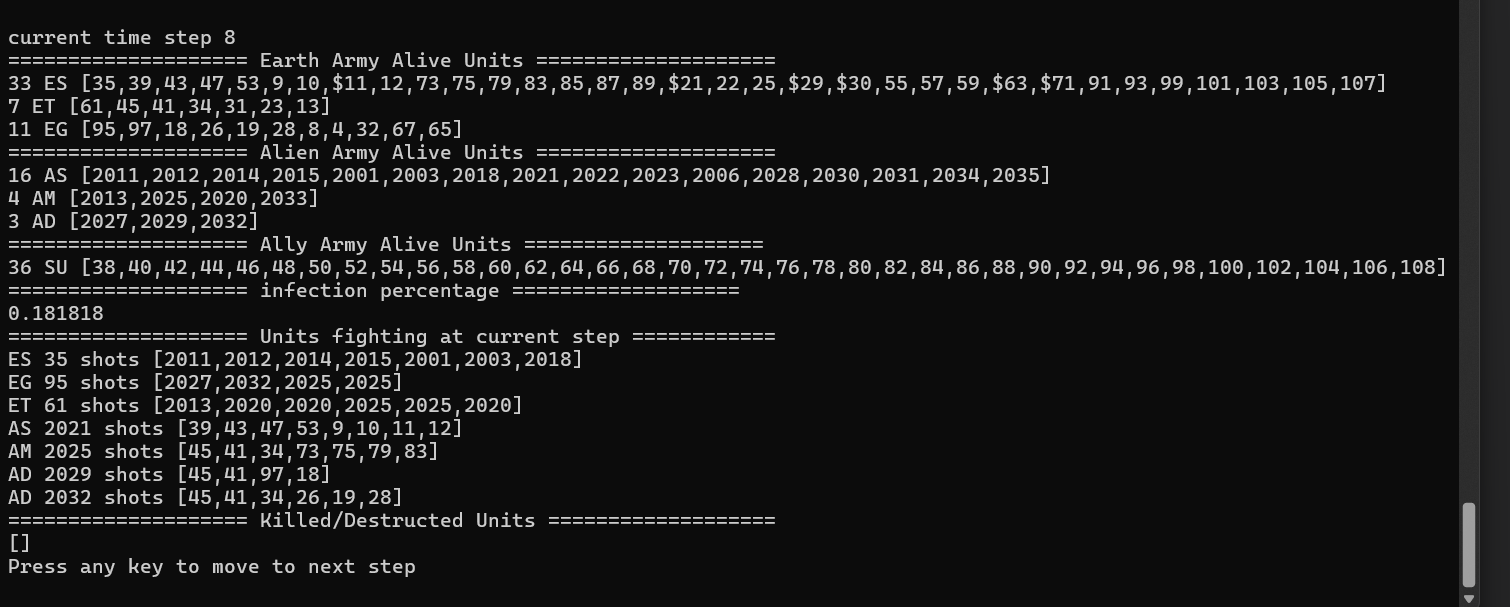 current time step 8
==================== Earth Army Alive Units ====================
33 ES [35,39,43,47,53,9,10,$11,12,73,75,79,83,85,87,89,$21,22,25,$29,$30,55,57,59,$63,$71,91,93,99,101,103,105,107]
7 ET [61,45,41,34,31,23,13]
11 EG [95,97,18,26,19,28,8,4,32,67,65]
==================== Alien Army Alive Units ====================
16 AS [2011,2012,2014,2015,2001,2003,2018,2021,2022,2023,2006,2028,2030,2031,2034,2035]
4 AM [2013,2025,2020,2033]
3 AD [2027,2029,2032]
==================== Ally Army Alive Units ====================
36 SU [38,40,42,44,46,48,50,52,54,56,58,60,62,64,66,68,70,72,74,76,78,80,82,84,86,88,90,92,94,96,98,100,102,104,106,108]
==================== infection percentage ===================
0.181818
==================== Units fighting at current step ============
ES 35 shots [2011,2012,2014,2015,2001,2003,2018]
EG 95 shots [2027,2032,2025,2025]
ET 61 shots [2013,2020,2020,2025,2025,2020]
AS 2021 shots [39,43,47,53,9,10,11,12]
AM 2025 shots [45,41,34,73,75,79,83]
AD 2029 shots [45,41,97,18]
AD 2032 shots [45,41,34,26,19,28]
==================== Killed/Destructed Units ===================
[]
Press any key to move to next step